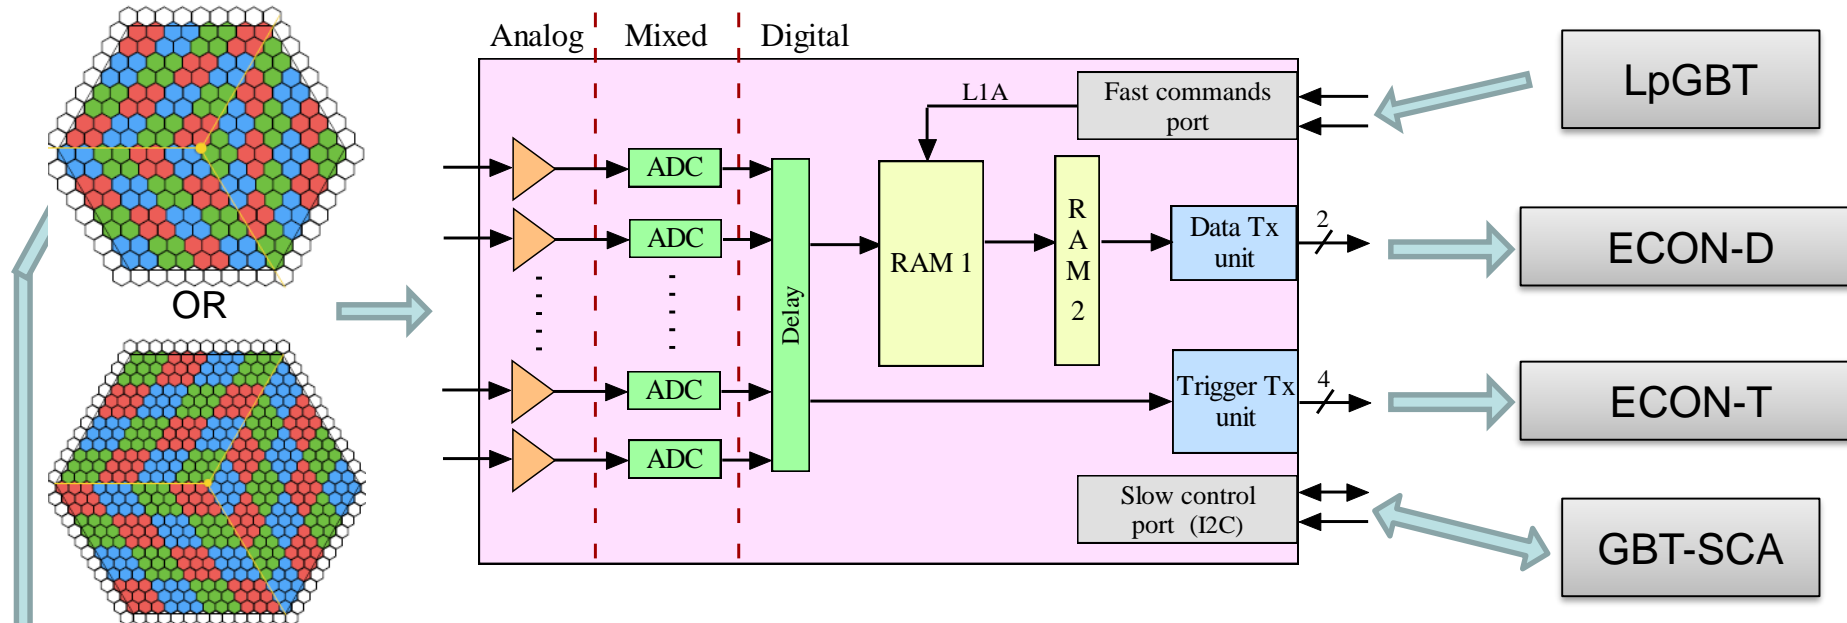 Analog
Mixed
Digital
L1A
Fast commands
port
LpGBT
ADC
ADC
R
A
M
2
RAM 1
Data Tx
unit
2
ECON-D
OR
Delay
ADC
ADC
Trigger Tx
unit
4
ECON-T
Slow control
port (I2C)
GBT-SCA